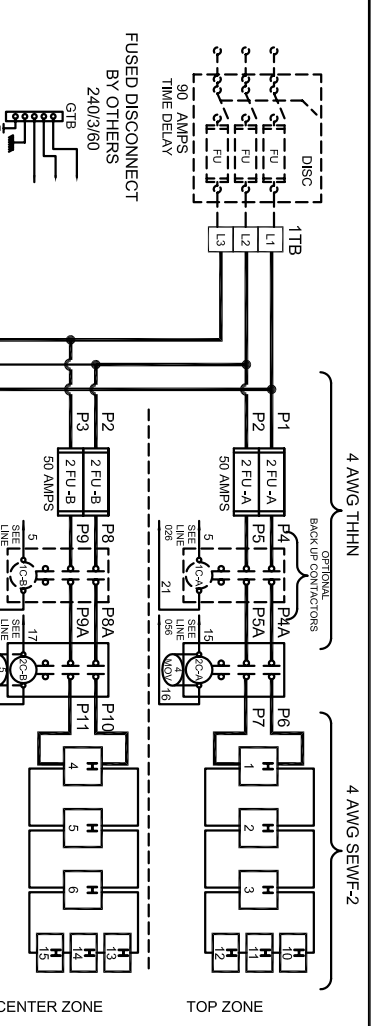 FUSED DISCONNECT
BY OTHERS
240/3/60
90 AMPS
TIME DELAY
DISC
FU
FU
FU
GTB
1TB
L1
L2
L3
4 AWG THHN
4 AWG SEWF-2
OPTIONAL
BACK UP CONTACTORS
P1
P2
2 FU -A
2 FU -A
50 AMPS
P4
P5
P4A
P5A
P6
P7
5
SEE
LINE
026
1C-A
21
15
SEE
LINE
056
2C-A
4
MOV
16
H
1
H
2
H
3
H
10
H
11
H
12
TOP ZONE
P2
P3
2 FU -B
2 FU -B
50 AMPS
P8
P9
P8A
P9A
P10
P11
5
SEE
LINE
1C-B
17
SEE
LINE
2C-B
5
H
4
H
5
H
6
H
13
H
14
H
15
CENTER ZONE